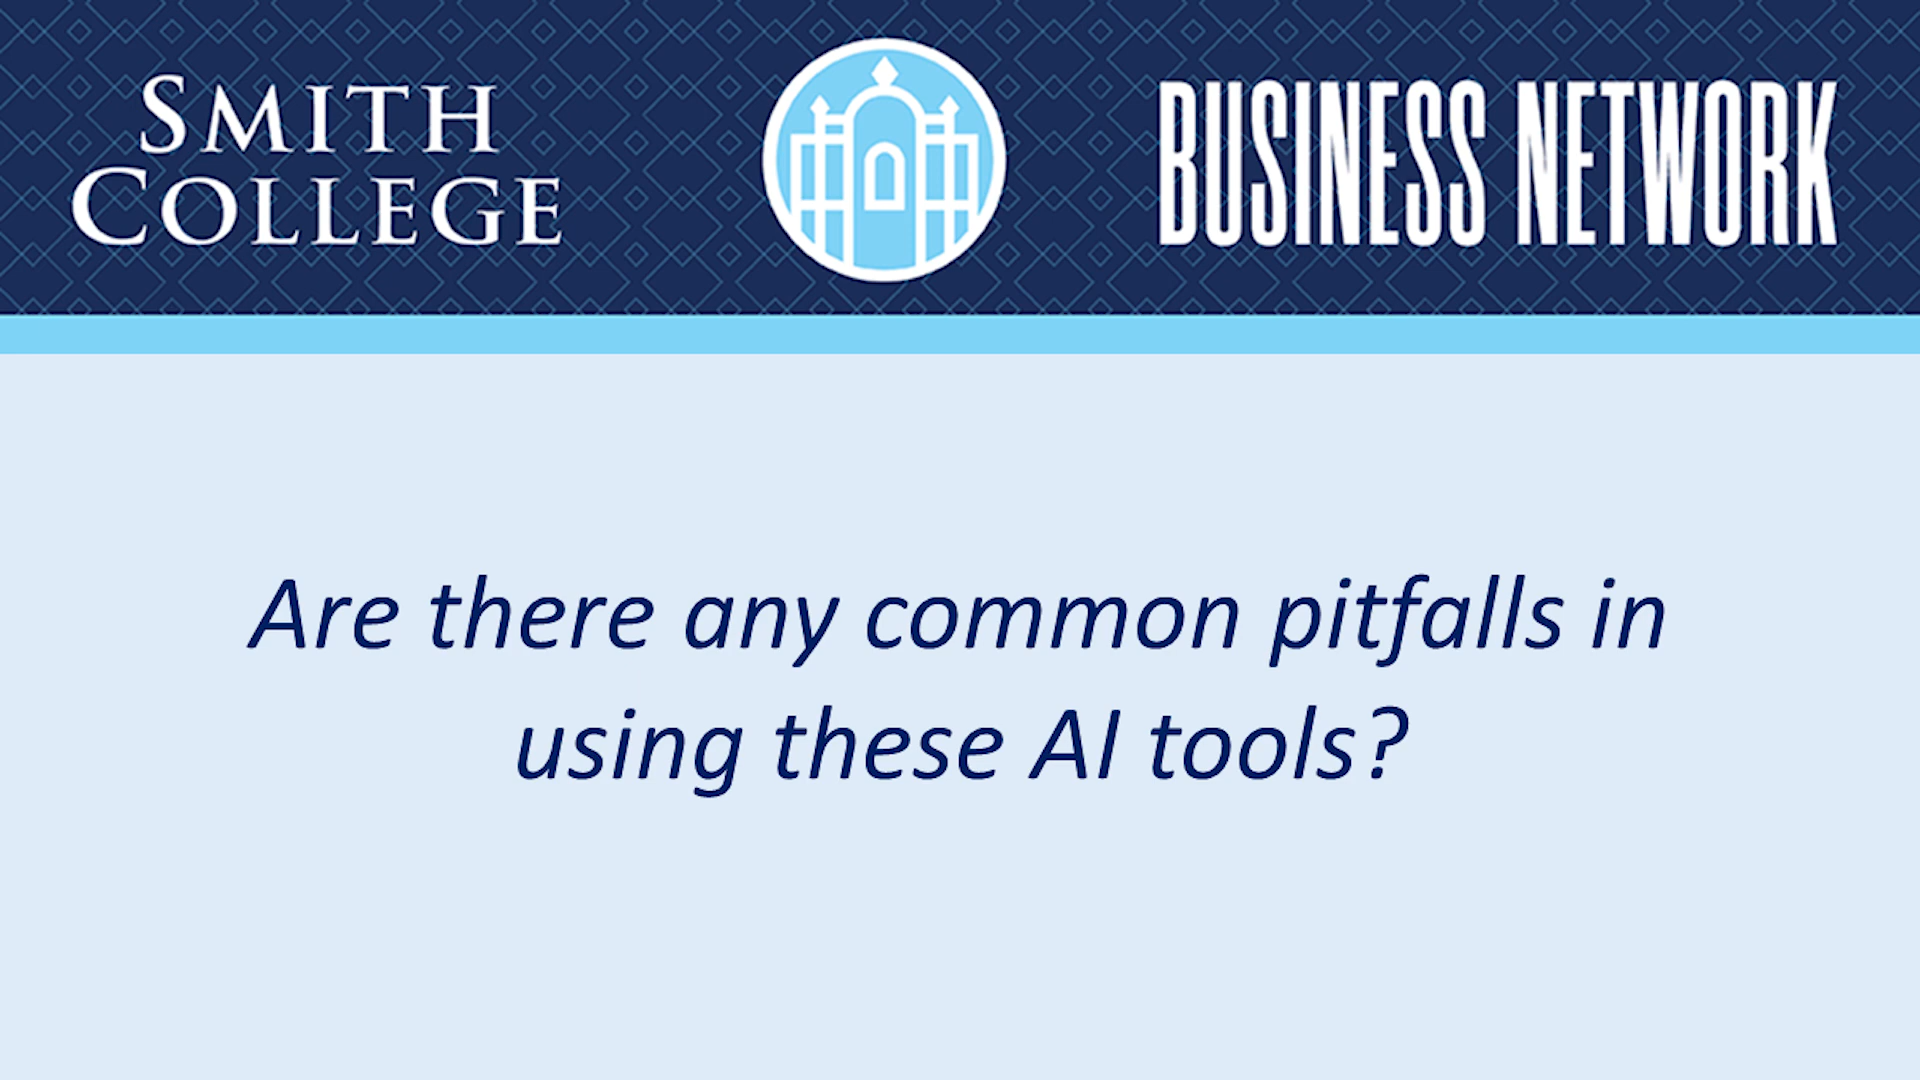 SMITH
COLLEGE
BUSINESS NETWORK
Are there any common pitfalls in
using these AI tools?